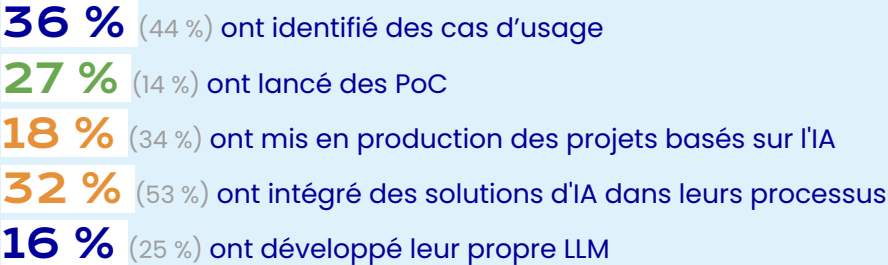 36 % (44 %) ont identifié des cas d’usage
27 % (14 %) ont lancé des PoC
18 % (34 %) ont mis en production des projets basés sur l'IA
32 % (53 %) ont intégré des solutions d'IA dans leurs processus
16 % (25 %) ont développé leur propre LLM